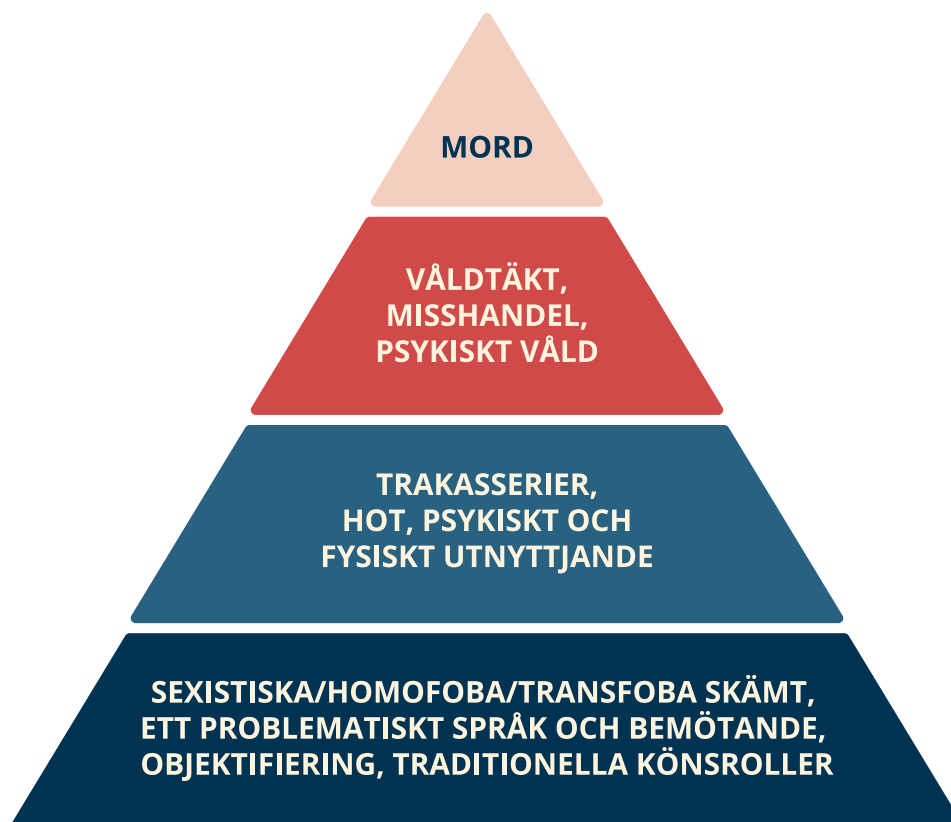 MORD
VÅLDTÄKT,
MISSHANDEL,
PSYKISKT VÅLD
TRAKASSERIER,
HOT, PSYKISKT OCH
FYSISKT UTNYTTJANDE
SEXISTISKA/HOMOFOBA/TRANSFOBA SKÄMT,
ETT PROBLEMATISKT SPRÅK OCH BEMÖTANDE,
OBJEKTIFIERING, TRADITIONELLA KÖNSROLLER